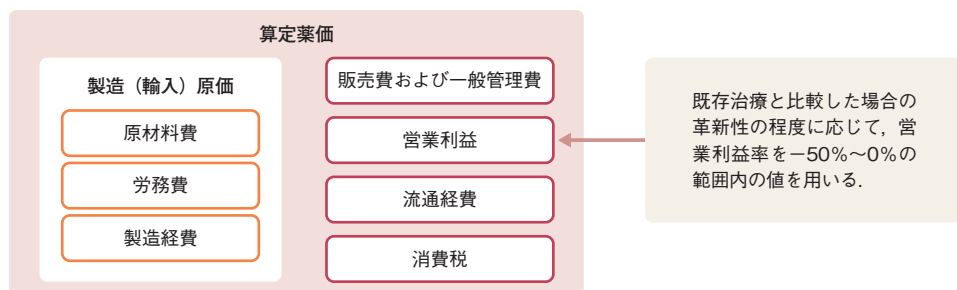 算定薬価
製造（輸入）原価
原材料費
労務費
製造経費
販売費および一般管理費
営業利益
流通経費
消費税
既存治療と比較した場合の
革新性の程度に応じて，営
業利益率を－50％～0％の
範囲内の値を用いる．